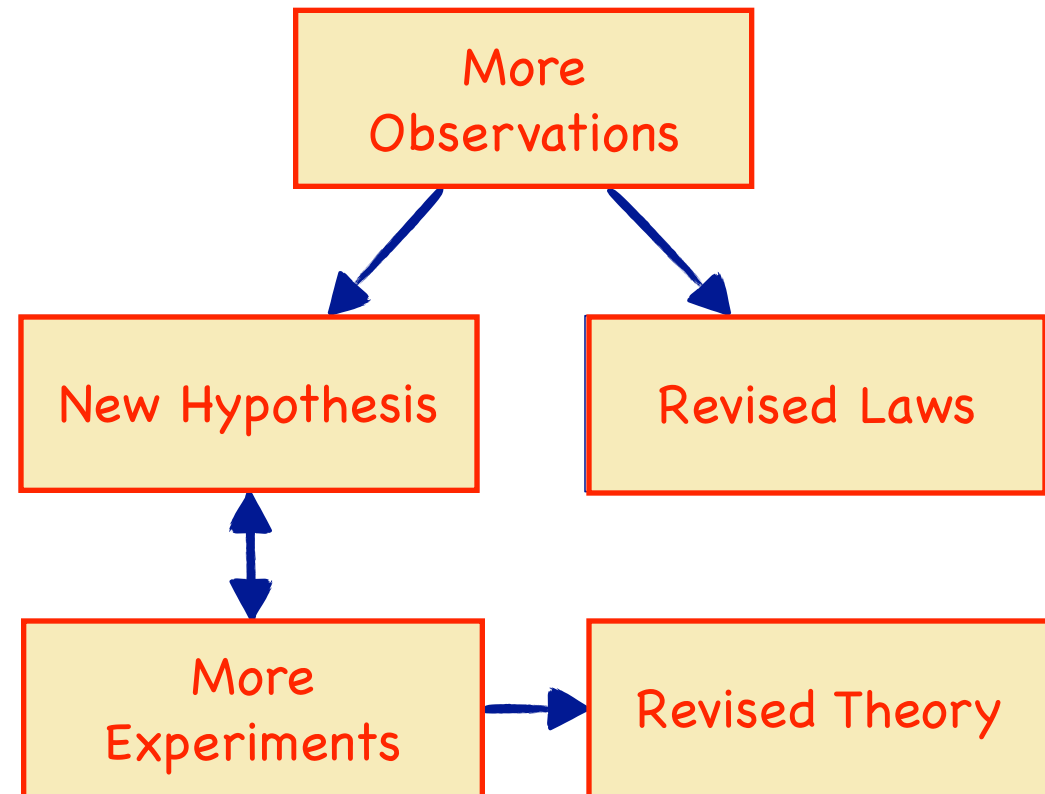 More
Observations
New Hypothesis
Revised Laws
More
Experiments
Revised Theory